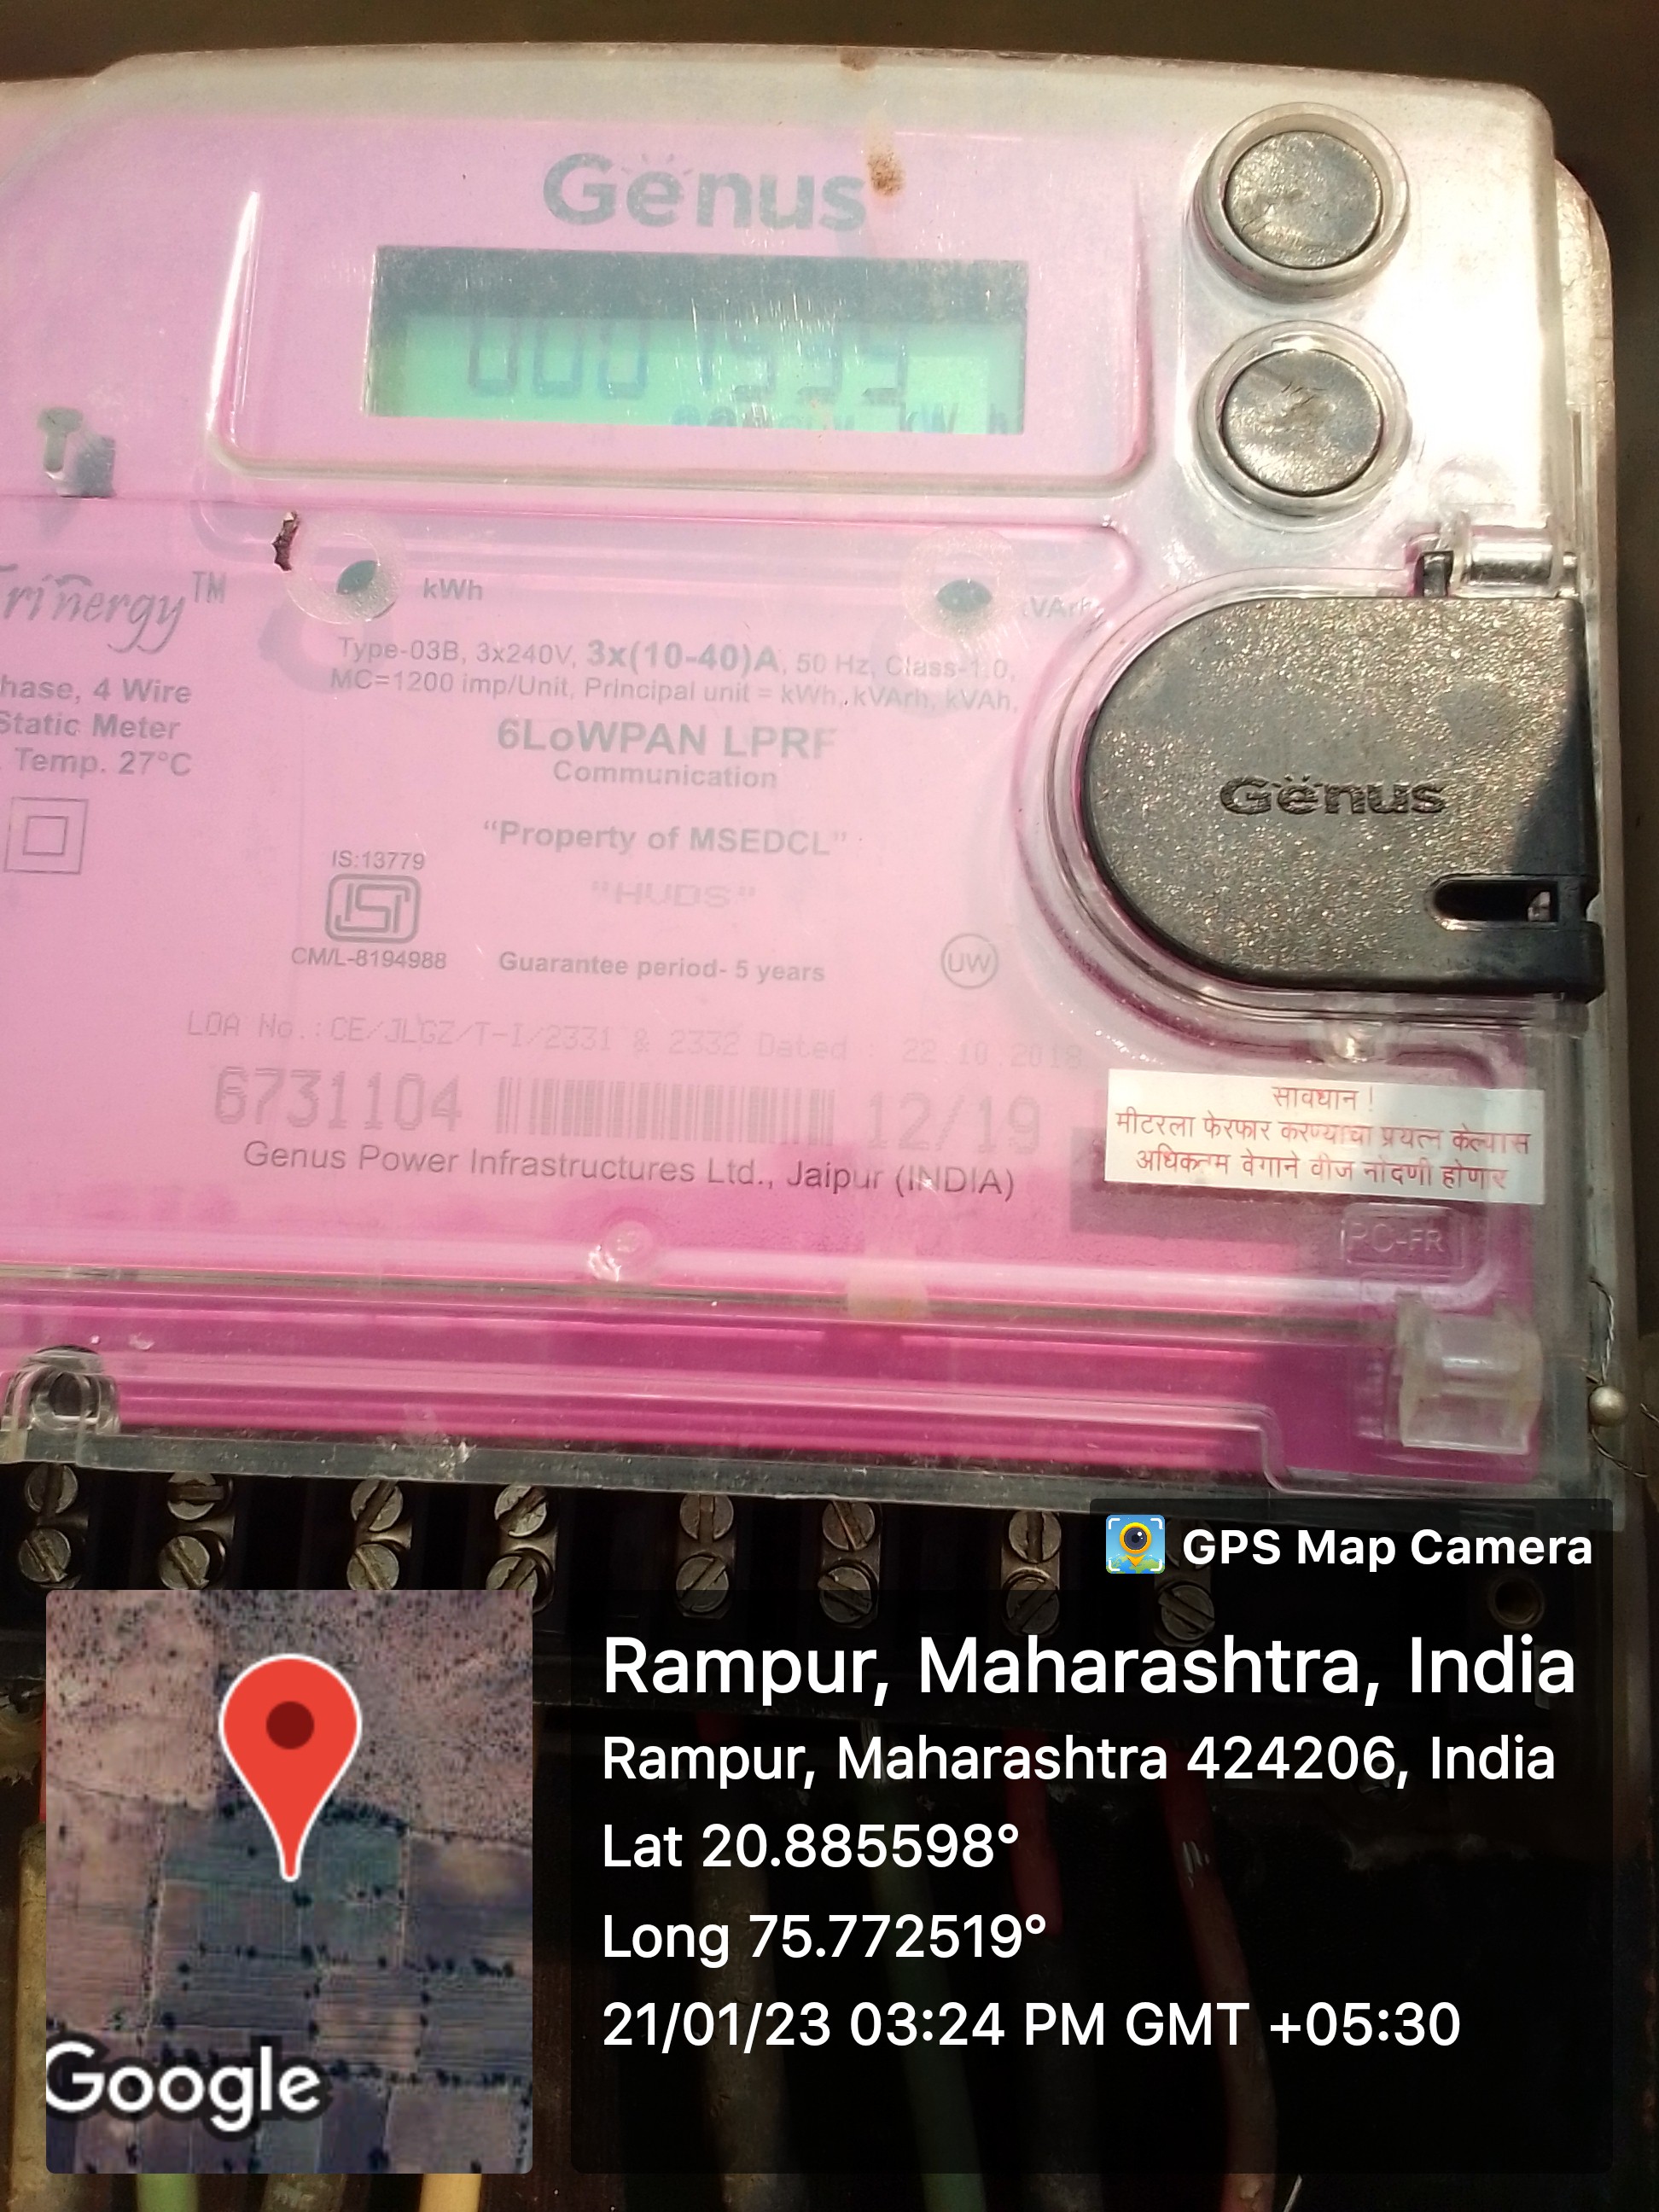 Genus
kWh
Trinergy™
Type-03B, 3x240V, 3x(10-40)A, 50 Hz, Class-1.0,
MC=1200 imp/Unit, Principal unit = kWh, kVArh, kVAh,
hase, 4 Wire
Static Meter
Temp. 27°C
6LoWPAN LPRF
Communication
Genus
"Property of MSEDCL"
IS:13779
"HVDS"
CM/L-8194988
Guarantee period- 5 years
UW
LOA No.:CE/JLGZ/T-I/2331 & 2332 Dated 22.10.2018
6731104 12/19
Genus Power Infrastructures Ltd., Jaipur (INDIA)
सावधान !
मीटरला फेरफार करण्याचा प्रयत्न केल्यास
अधिकतम वेगाने वीज नोंदणी होणार
PC-FR
GPS Map Camera
Rampur, Maharashtra, India
Rampur, Maharashtra 424206, India
Lat 20.885598°
Long 75.772519°
21/01/23 03:24 PM GMT +05:30
Google